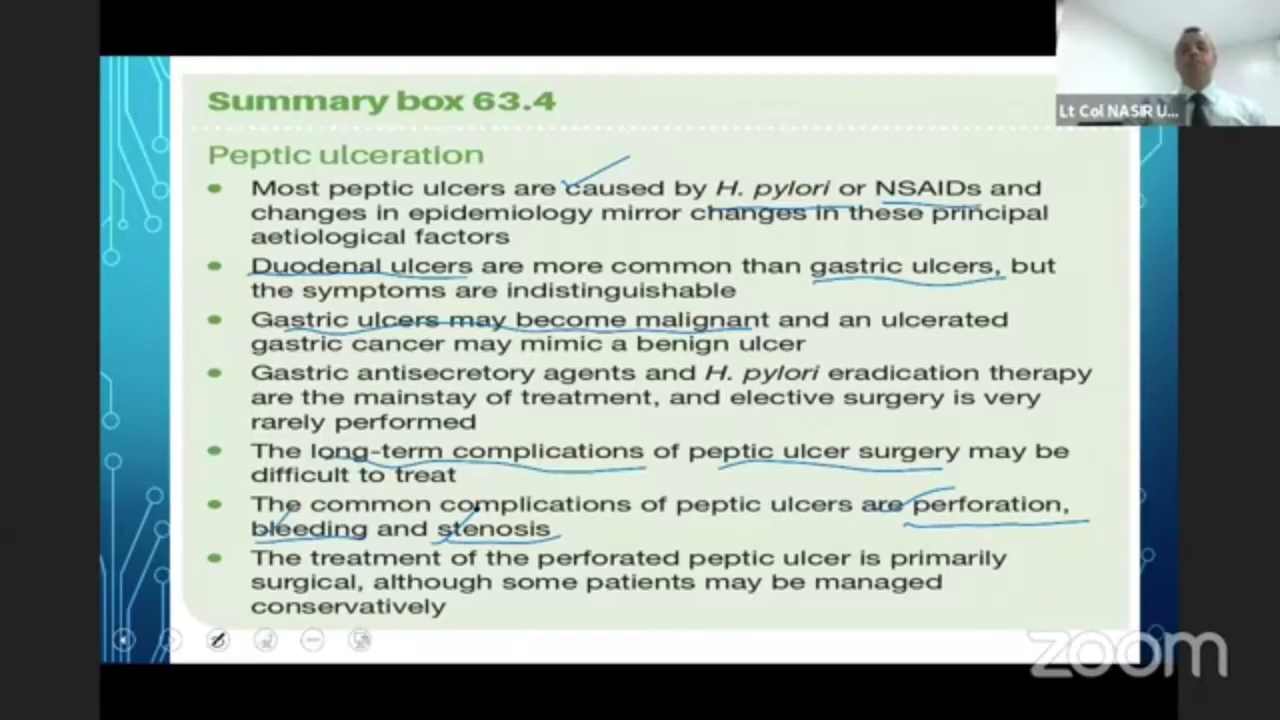 Summary box 63.4
Lt Col NASIR U...
Peptic ulceration
• Most peptic ulcers are caused by H. pylori or NSAIDs and
changes in epidemiology mirror changes in these principal
aetiological factors
• Duodenal ulcers are more common than gastric ulcers, but
the symptoms are indistinguishable
• Gastric ulcers may become malignant and an ulcerated
gastric cancer may mimic a benign ulcer
• Gastric antisecretory agents and H. pylori eradication therapy
are the mainstay of treatment, and elective surgery is very
rarely performed
• The long-term complications of peptic ulcer surgery may be
difficult to treat
• The common complications of peptic ulcers are perforation,
bleeding and stenosis
• The treatment of the perforated peptic ulcer is primarily
surgical, although some patients may be managed
conservatively
zoom